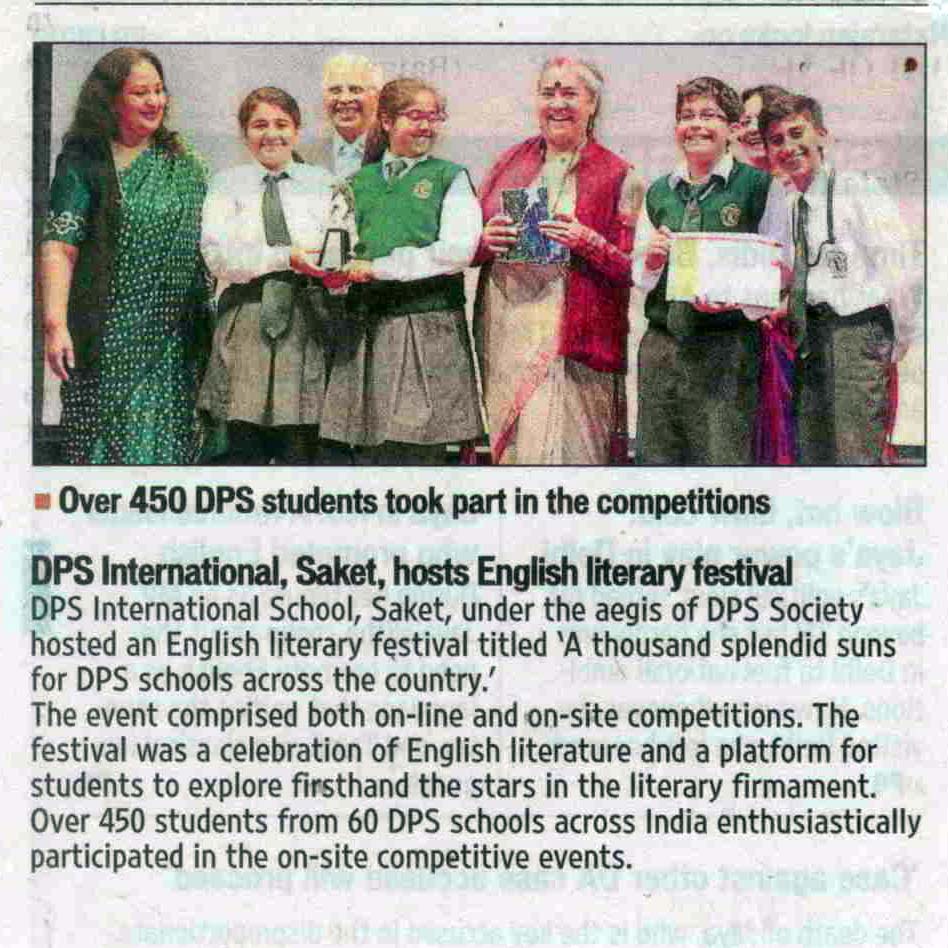 Over 450 DPS students took part in the competitions
DPS International, Saket, hosts English literary festival
DPS International School, Saket, under the aegis of DPS Society
hosted an English literary festival titled ‘A thousand splendid suns
for DPS schools across the country.’
The event comprised both on-line and on-site competitions. The
festival was a celebration of English literature and a platform for
students to explore firsthand the stars in the literary firmament.
Over 450 students from 60 DPS schools across India enthusiastically
participated in the on-site competitive events.